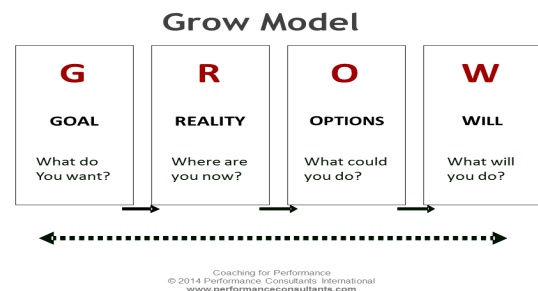 Grow Model
G
GOAL
What do
You want?
R
REALITY
Where are
you now?
O
OPTIONS
What could
you do?
W
WILL
What will
you do?
Coaching for Performance
© 2014 Performance Consultants International
www.performanceconsultants.com